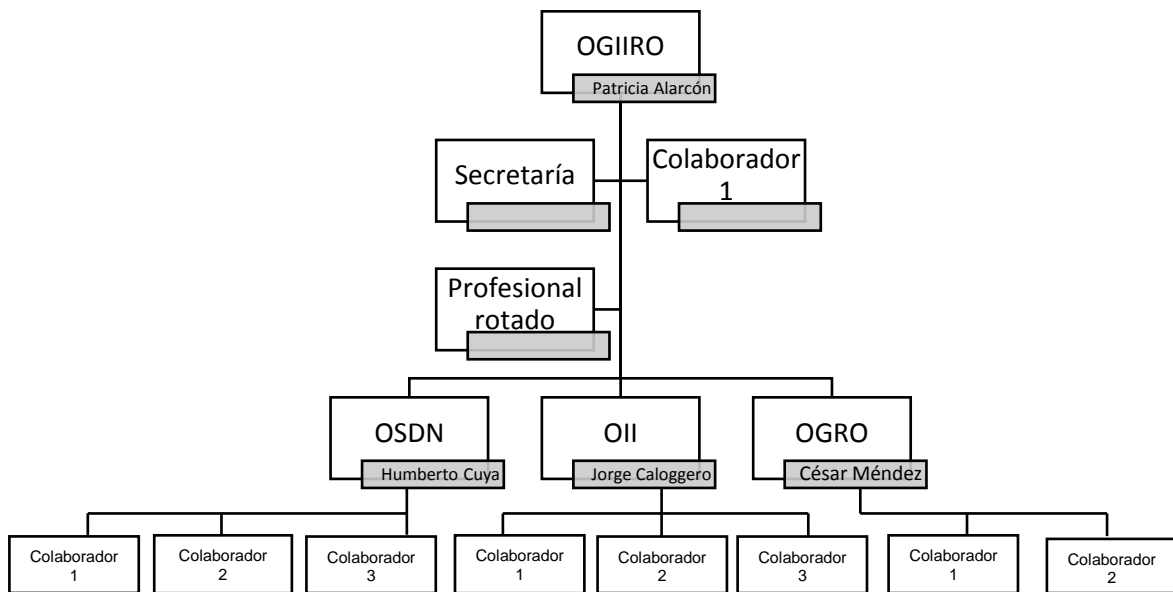 OGIIRO
Patricia Alarcón
Secretaría
Colaborador
1
Profesional
rotado
OSDN
Humberto Cuya
OII
Jorge Caloggero
OGRO
César Méndez
Colaborador
1
Colaborador
2
Colaborador
3
Colaborador
1
Colaborador
2
Colaborador
3
Colaborador
1
Colaborador
2